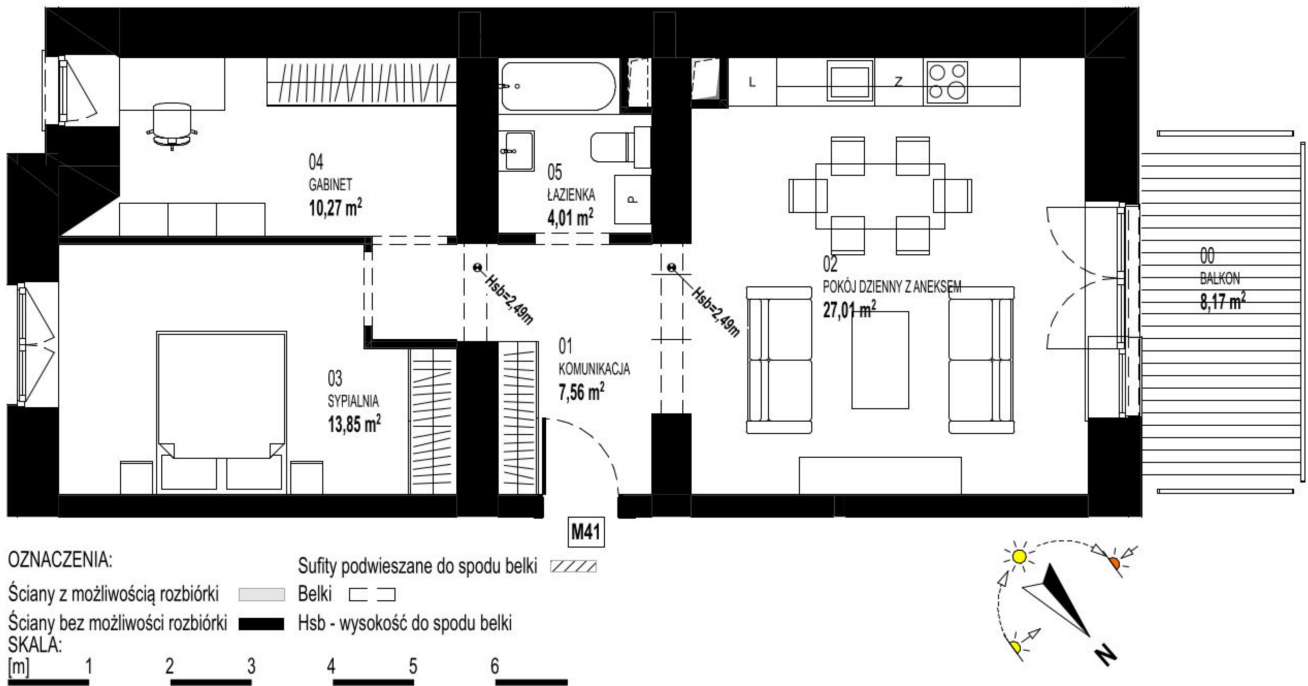 L
Z
04
GABINET
10,27 m²
05
ŁAZIENKA
4,01 m²
P
02
POKÓJ DZIENNY Z ANEKSEM
27,01 m²
00
BALKON
8,17 m²
Hsb=2,49m
Hsb=2,49m
01
KOMUNIKACJA
7,56 m²
03
SYPIALNIA
13,85 m²
M41
OZNACZENIA:
Sufity podwieszane do spodu belki
Ściany z możliwością rozbiórki
Belki
Ściany bez możliwości rozbiórki
Hsb - wysokość do spodu belki
SKALA:
[m] 1 2 3 4 5 6
N